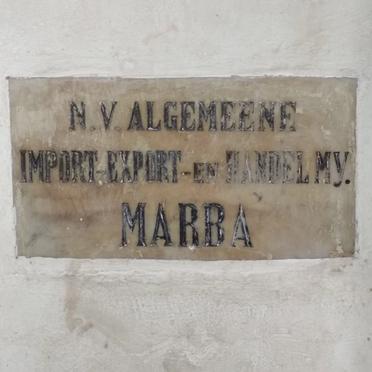 N.V. ALGEMEENE
IMPORT-EXPORT-EN HANDEL MY.
MARBA